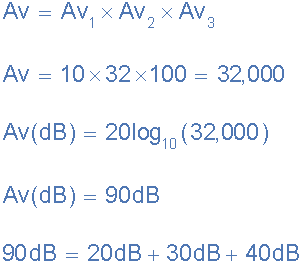 Av = Av₁ × Av₂ × Av₃
Av = 10 × 32 × 100 = 32,000
Av(dB) = 20log₁₀(32,000)
Av(dB) = 90dB
90dB = 20dB + 30dB + 40dB